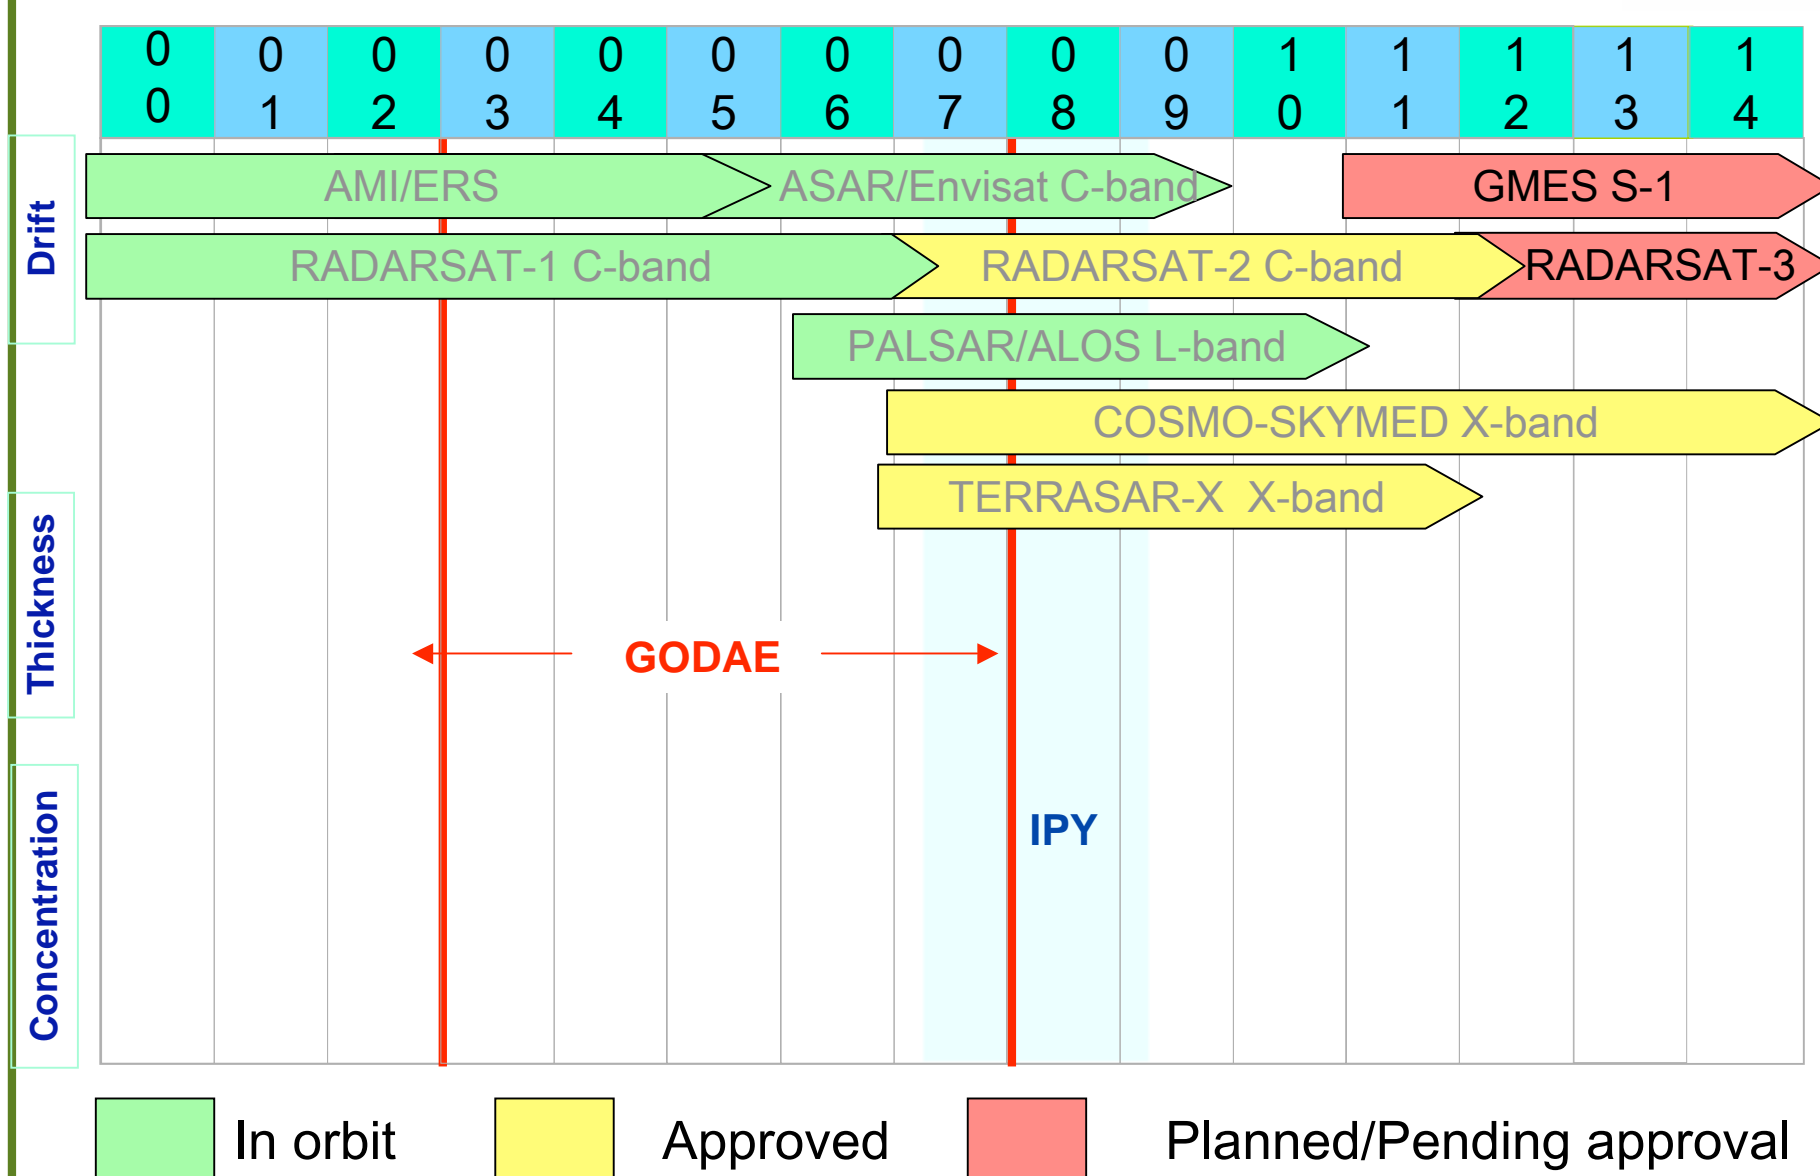 0 0 0 0 0 0 0 0 0 0 1 1 1 1 1
0 1 2 3 4 5 6 7 8 9 0 1 2 3 4
Drift
AMI/ERS ASAR/Envisat C-band GMES S-1
RADARSAT-1 C-band RADARSAT-2 C-band RADARSAT-3
PALSAR/ALOS L-band
COSMO-SKYMED X-band
TERRASAR-X X-band
Thickness
GODAE
IPY
Concentration
In orbit Approved Planned/Pending approval